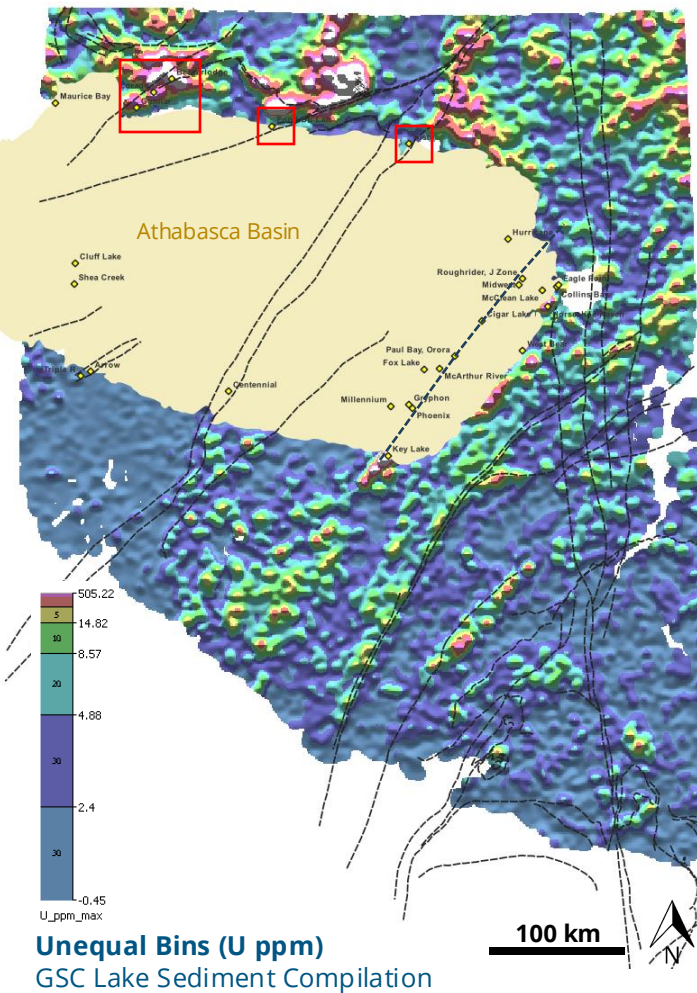 Maurice Bay
Athabasca Basin
Cluff Lake
Shea Creek
Roughrider, J Zone
Eagle Point
McClean Lake
Collins Bay
Cigar Lake
West Bear
Paul Bay, Orora
Fox Lake
McArthur River
Arrow
Centennial
Millennium
Gryphon
Phoenix
Key Lake
505.22
5
14.82
10
8.57
20
4.88
30
2.4
30
-0.45
U_ppm_max
100 km
N
Unequal Bins (U ppm)
GSC Lake Sediment Compilation